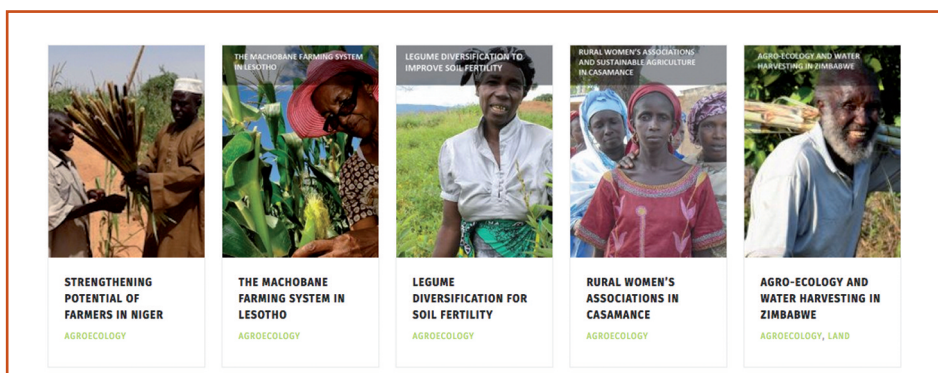 THE MACHOBANE FARMING SYSTEM
IN LESOTHO
LEGUME DIVERSIFICATION TO
IMPROVE SOIL FERTILITY
RURAL WOMEN'S ASSOCIATIONS
AND SUSTAINABLE AGRICULTURE
IN CASAMANCE
AGRO-ECOLOGY AND WATER
HARVESTING IN ZIMBABWE
STRENGTHENING
POTENTIAL OF
FARMERS IN NIGER
AGROECOLOGY
THE MACHOBANE
FARMING SYSTEM IN
LESOTHO
AGROECOLOGY
LEGUME
DIVERSIFICATION FOR
SOIL FERTILITY
AGROECOLOGY
RURAL WOMEN'S
ASSOCIATIONS IN
CASAMANCE
AGROECOLOGY
AGRO-ECOLOGY AND
WATER HARVESTING IN
ZIMBABWE
AGROECOLOGY, LAND